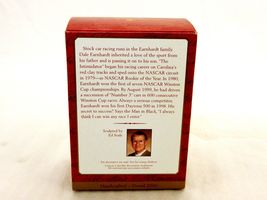 Stock car racing runs in the Earnhardt family
Dale Earnhardt inherited a love of the sport from
his father and is passing it on to his son. "The
Intimidator" began his racing career on Carolina's
red clay tracks and sped onto the NASCAR circuit
in 1979—as NASCAR Rookie of the Year. In 1980,
Earnhardt won the first of seven NASCAR Winston
Cup championships. By August 1999, he had driven
a succession of "Number 3" cars in 600 consecutive
Winston Cup races. Always a serious competitor,
Earnhardt won his first Daytona 500 in 1998. His
secret to success? Says the Man in Black, "I always
think I can win any race I enter."
Sculpted by
Ed Seale